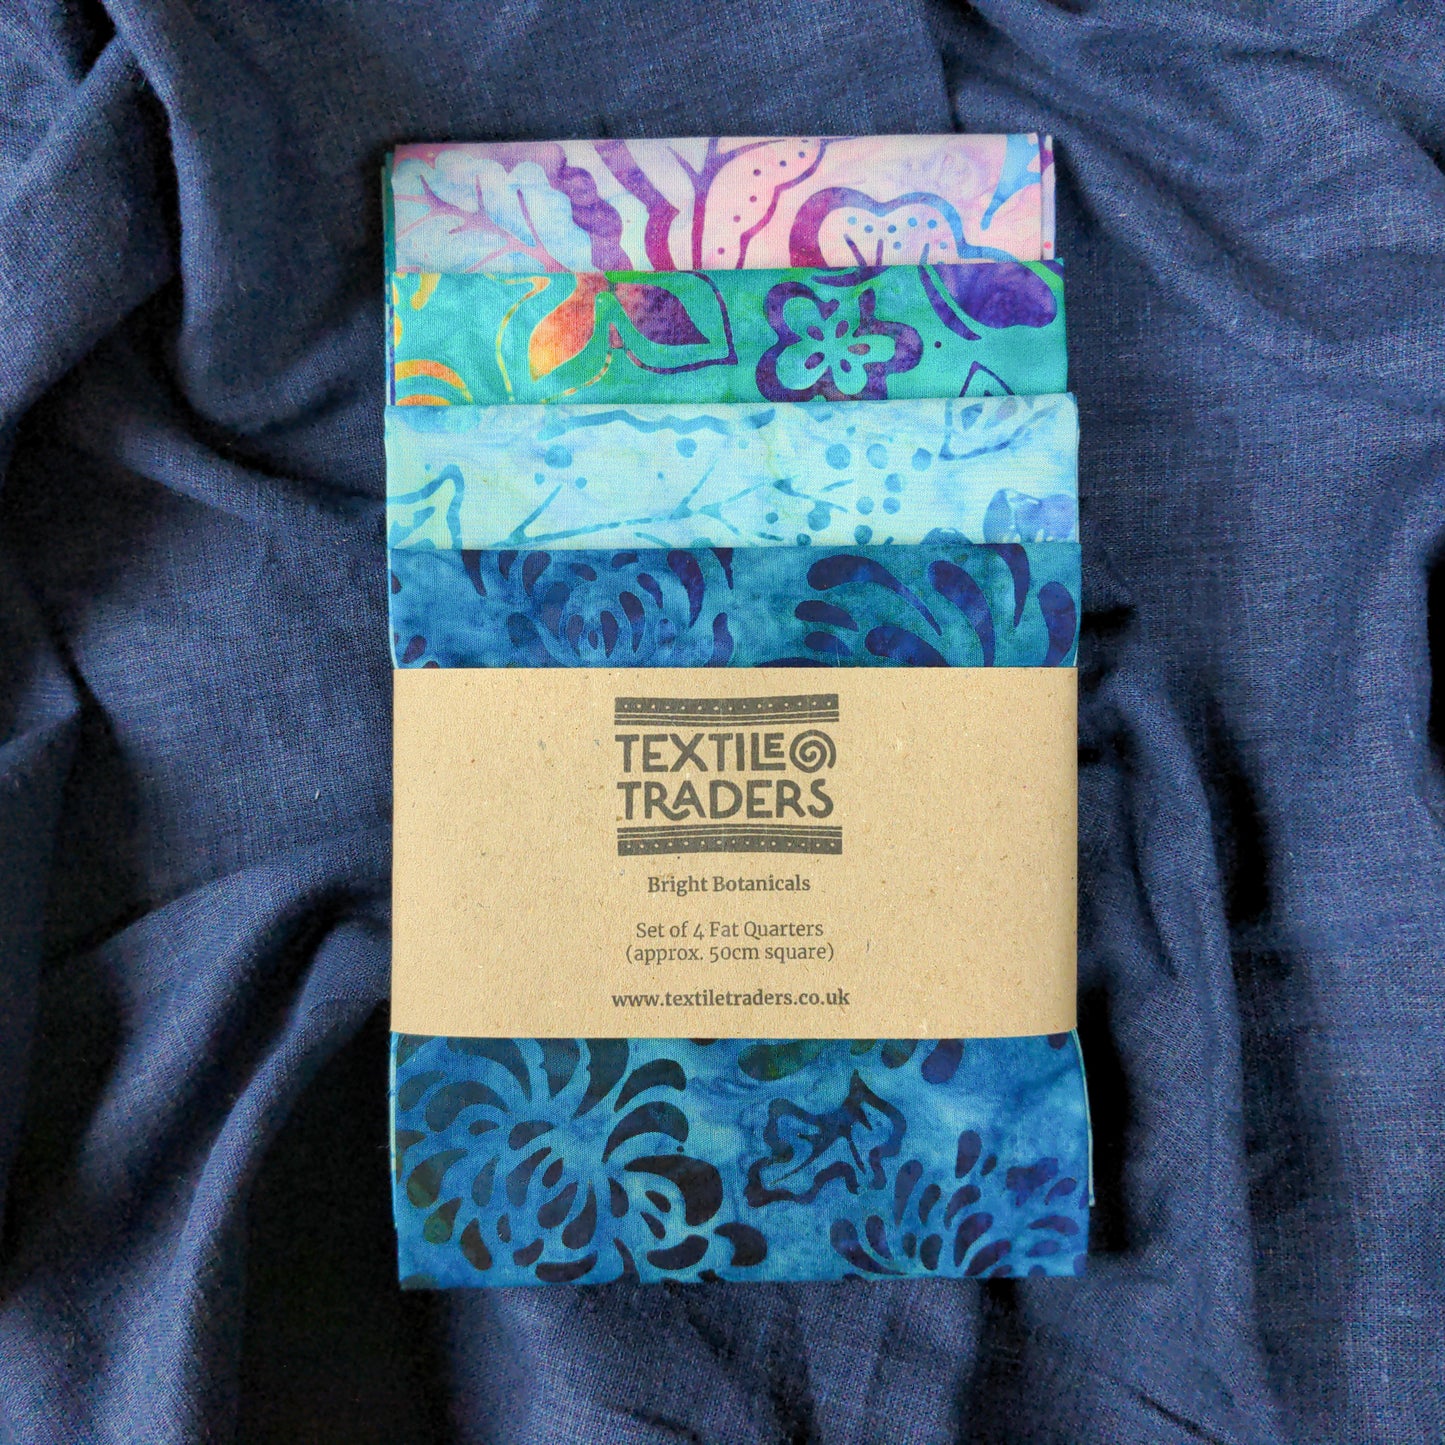 TEXTILE
TRADERS
Bright Botanicals
Set of 4 Fat Quarters
(approx. 50cm square)
www.textiletraders.co.uk